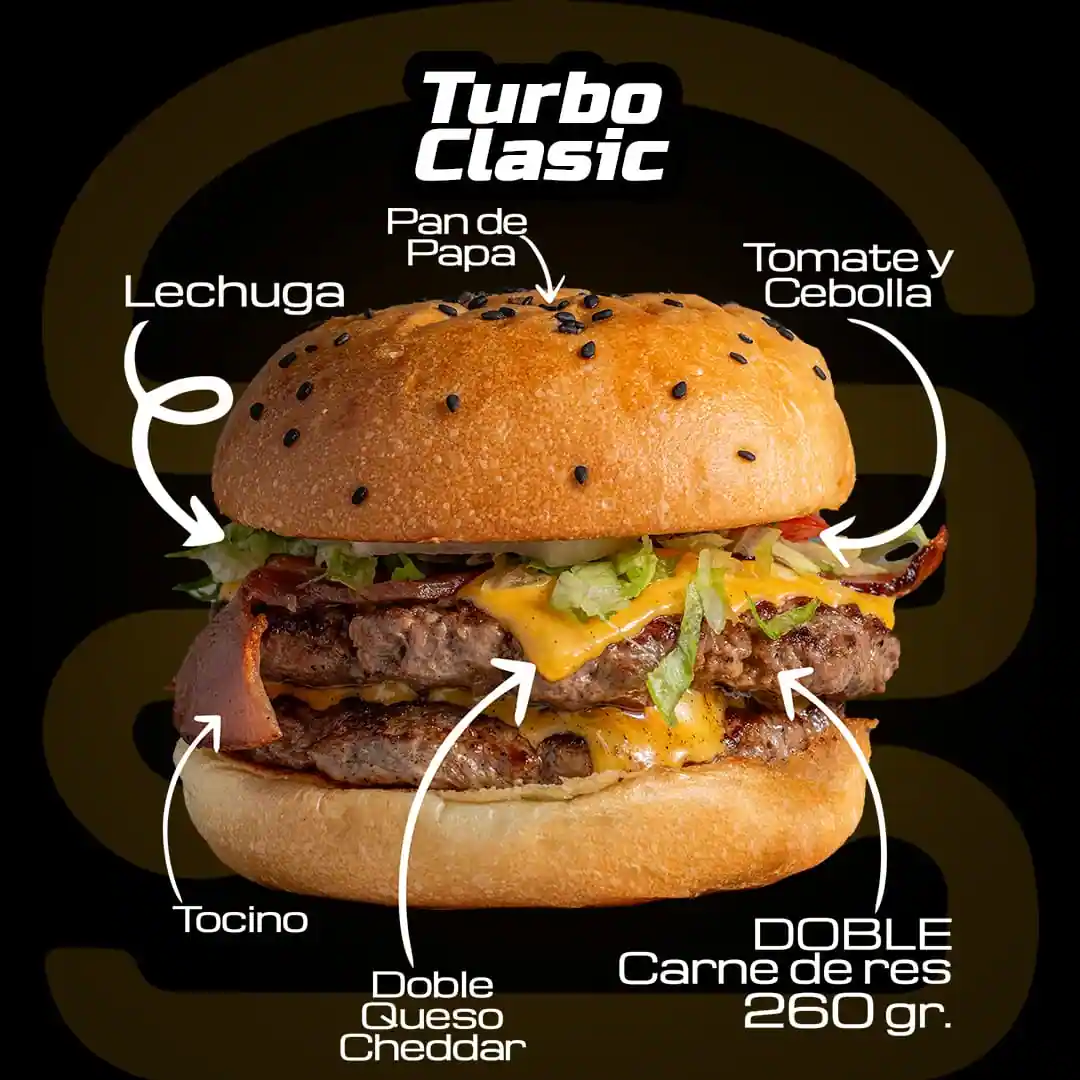 Turbo
Clasic
Pan de
Papa
Lechuga
Tomate y
Cebolla
Tocino
Doble
Queso
Cheddar
DOBLE
Carne de res
260 gr.